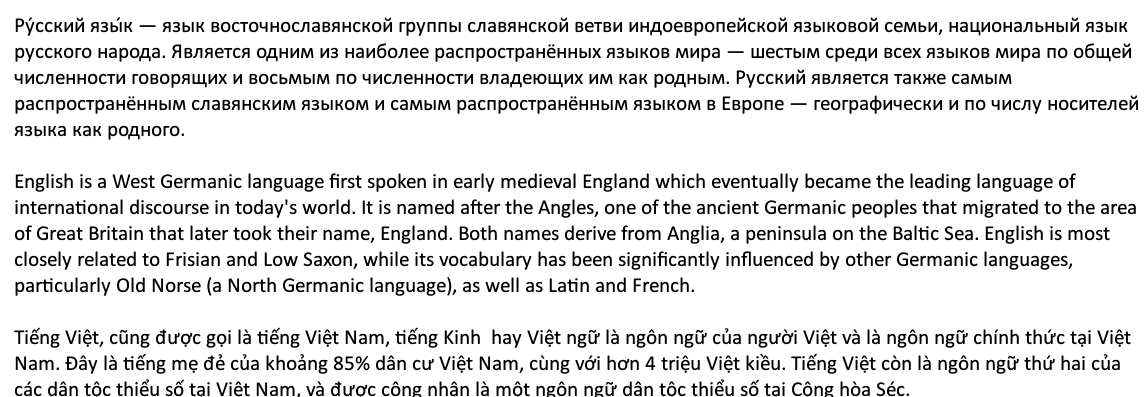 Ру́сский язы́к — язык восточнославянской группы славянской ветви индоевропейской языковой семьи, национальный язык
русского народа. Является одним из наиболее распространённых языков мира — шестым среди всех языков мира по общей
численности говорящих и восьмым по численности владеющих им как родным. Русский является также самым
распространённым славянским языком и самым распространённым языком в Европе — географически и по числу носителей
языка как родного.
English is a West Germanic language first spoken in early medieval England which eventually became the leading language of
international discourse in today's world. It is named after the Angles, one of the ancient Germanic peoples that migrated to the area
of Great Britain that later took their name, England. Both names derive from Anglia, a peninsula on the Baltic Sea. English is most
closely related to Frisian and Low Saxon, while its vocabulary has been significantly influenced by other Germanic languages,
particularly Old Norse (a North Germanic language), as well as Latin and French.
Tiếng Việt, cũng được gọi là tiếng Việt Nam, tiếng Kinh  hay Việt ngữ là ngôn ngữ của người Việt và là ngôn ngữ chính thức tại Việt
Nam. Đây là tiếng mẹ đẻ của khoảng 85% dân cư Việt Nam, cùng với hơn 4 triệu Việt kiều. Tiếng Việt còn là ngôn ngữ thứ hai của
các dân tộc thiểu số tại Việt Nam, và được công nhận là một ngôn ngữ dân tộc thiểu số tại Cộng hòa Séc.